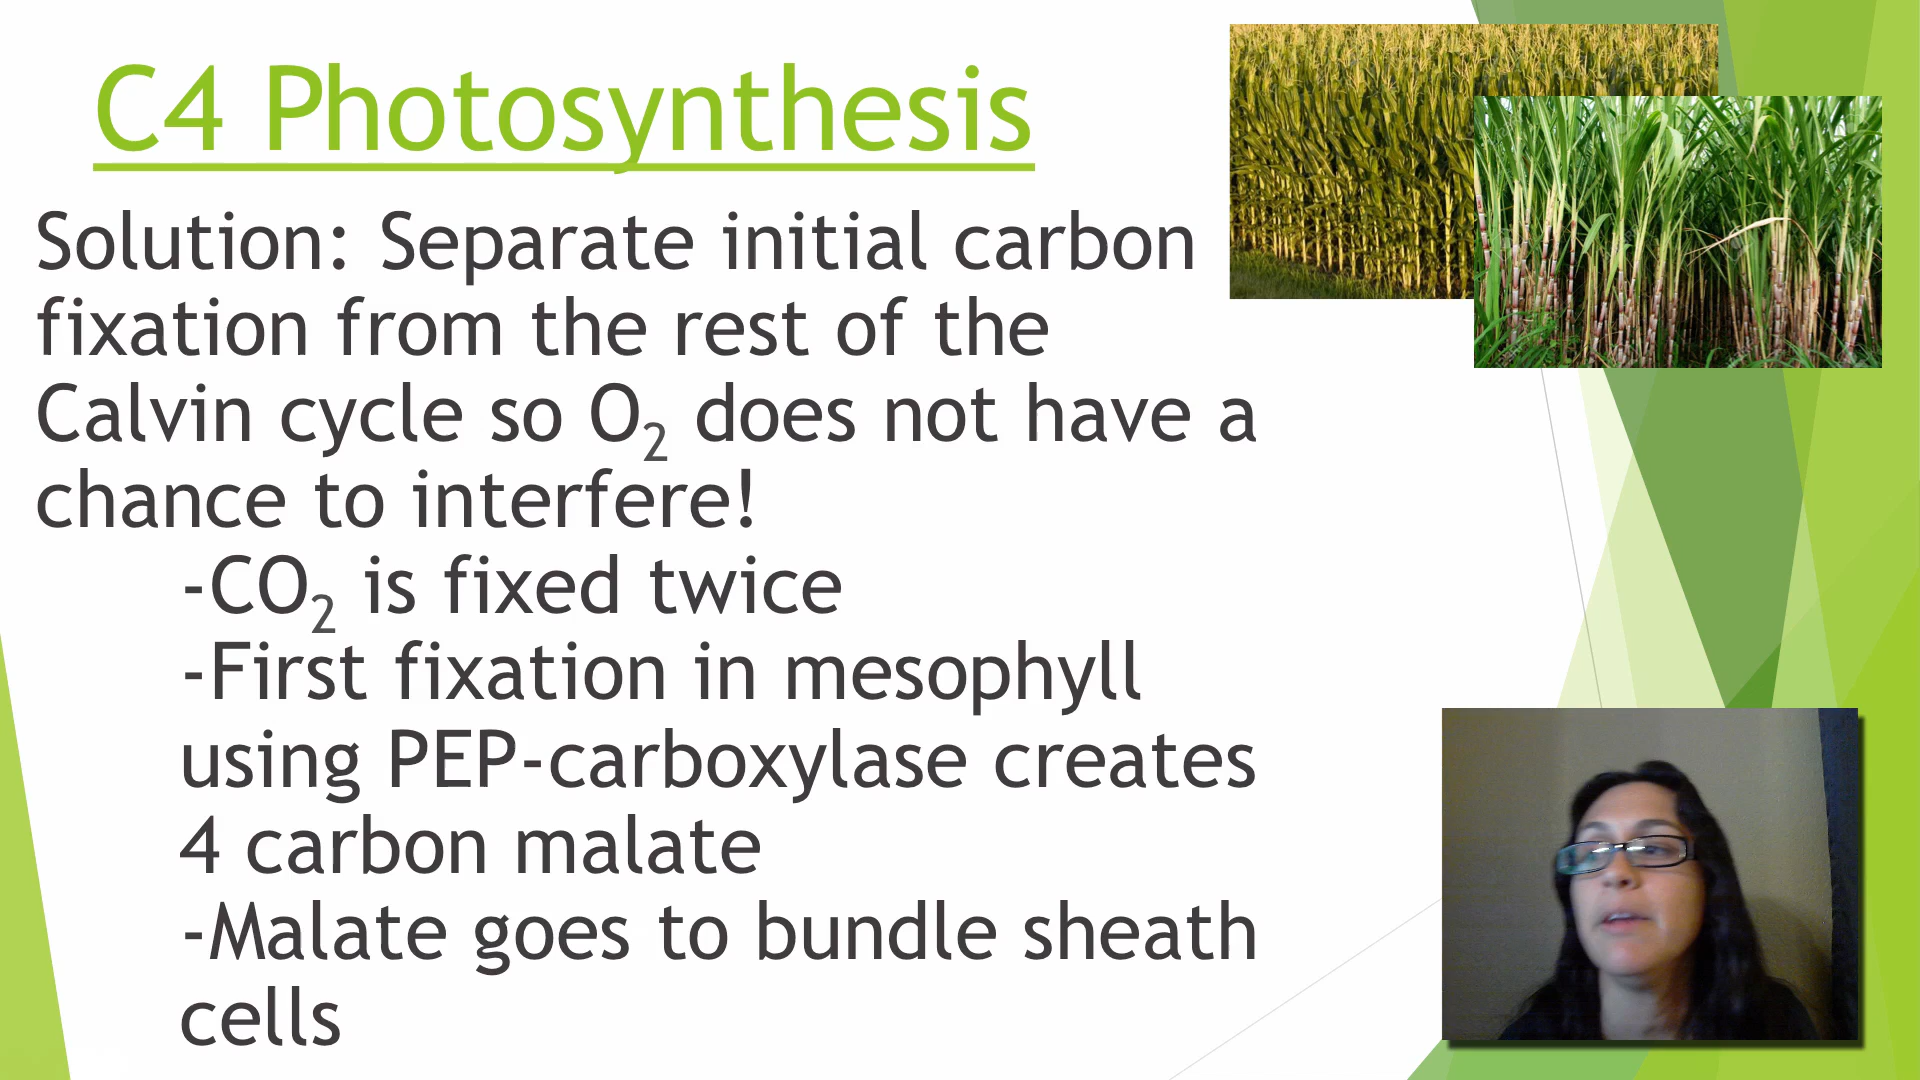 C4 Photosynthesis
Solution: Separate initial carbon
fixation from the rest of the
Calvin cycle so O₂ does not have a
chance to interfere!
-CO₂ is fixed twice
-First fixation in mesophyll
using PEP-carboxylase creates
4 carbon malate
-Malate goes to bundle sheath
cells